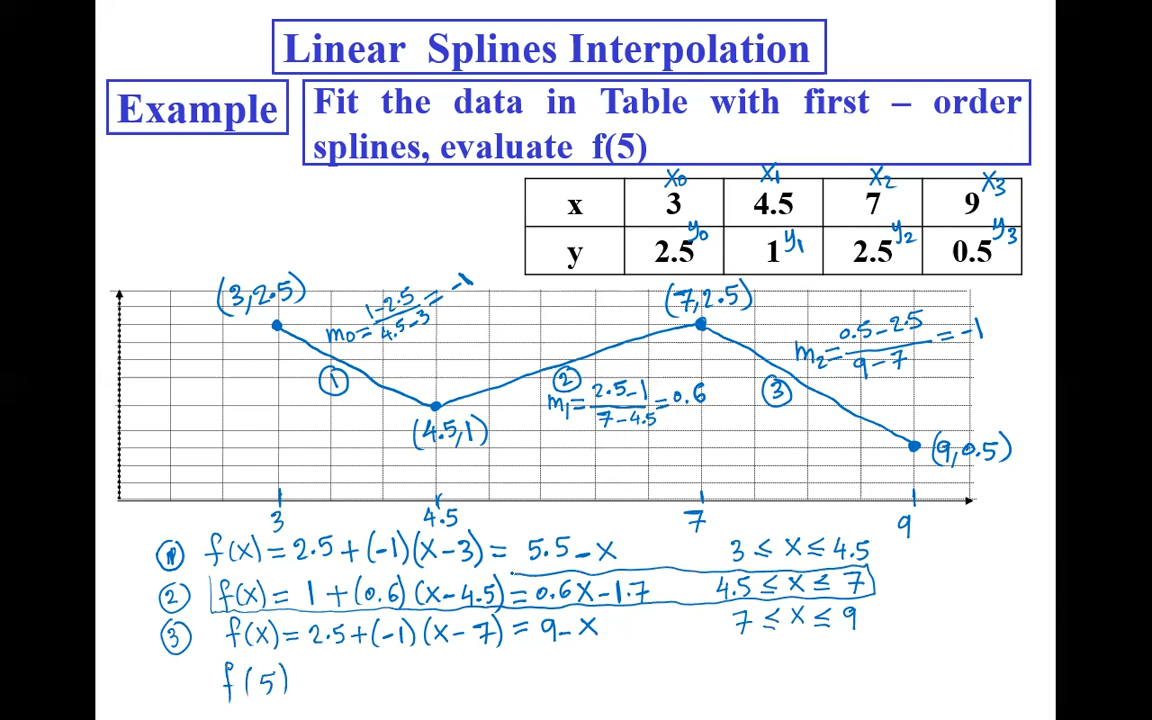 Linear Splines Interpolation
Example
Fit the data in Table with first – order
splines, evaluate f(5)
x₀ x₁ x₂ x₃
x 3 4.5 7 9
y₀ y₁ y₂ y₃
y 2.5 1 2.5 0.5
(3,2.5)
m₀ = (1-2.5)/(4.5-3) = -1
(7,2.5)
m₂ = (0.5-2.5)/(9-7) = -1
① ② ③
m₁ = (2.5-1)/(7-4.5) = 0.6
(4.5,1)
(9,0.5)
3 4.5 7 9
① f(x) = 2.5+(-1)(x-3) = 5.5-x 3 ≤ x ≤ 4.5
② f(x) = 1+(0.6)(x-4.5) = 0.6x-1.7 4.5 ≤ x ≤ 7
③ f(x) = 2.5+(-1)(x-7) = 9-x 7 ≤ x ≤ 9
f(5)